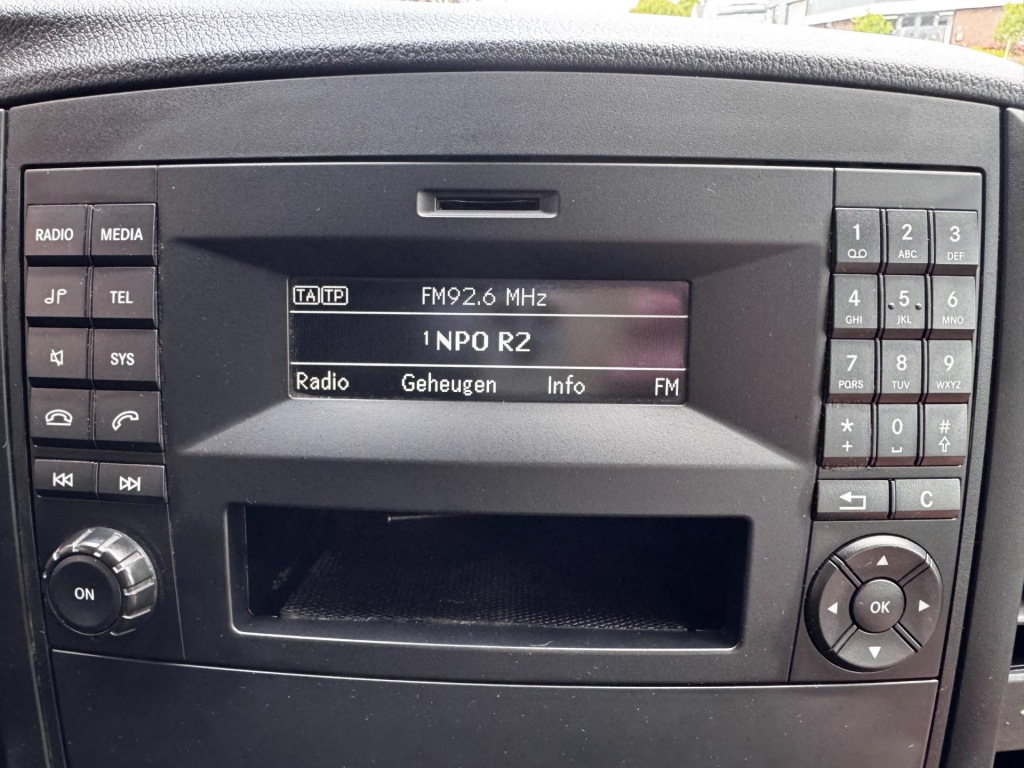 RADIO MEDIA
TEL
SYS
ON
TA TP FM92.6 MHz
1 NPO R2
Radio Geheugen Info FM
1 2 3
ABC DEF
4 5 6
GHI JKL MNO
7 8 9
PQRS TUV WXYZ
* 0 #
+
C
OK